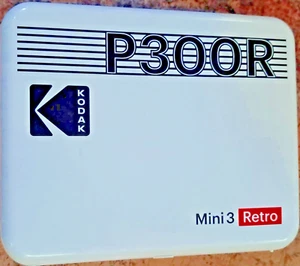 P300R
KODAK
Mini 3 Retro